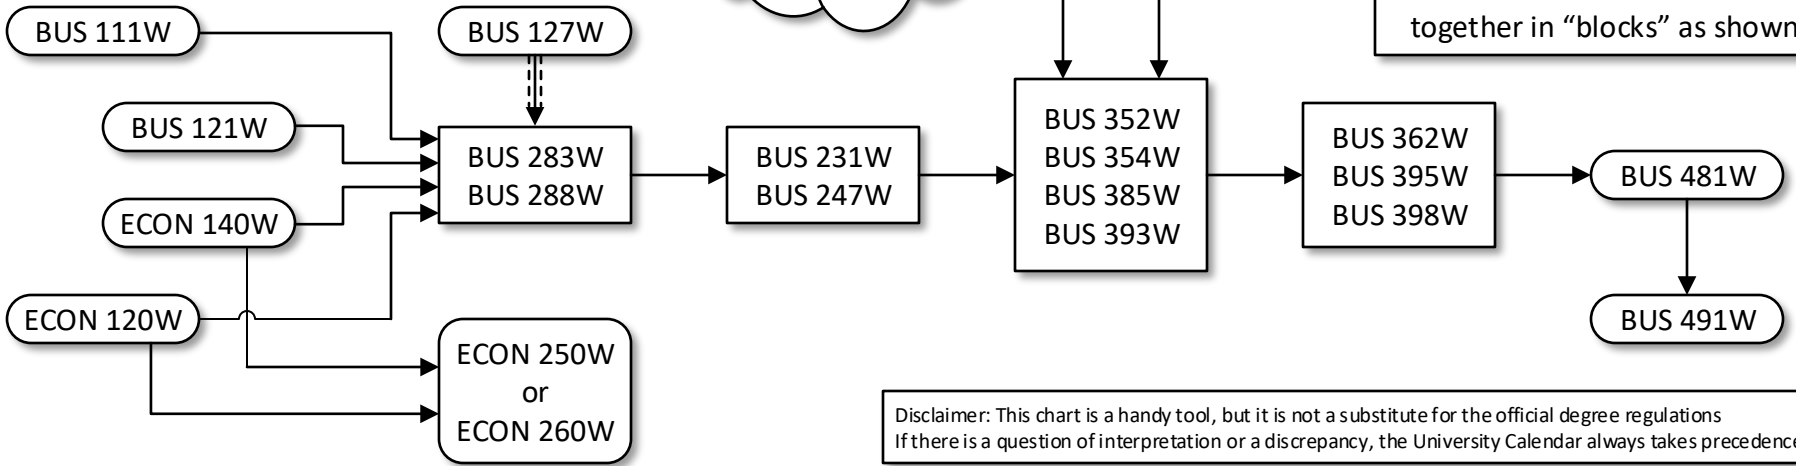 together in “blocks” as shown
BUS 111W
BUS 127W
BUS 121W
ECON 140W
ECON 120W
BUS 283W
BUS 288W
BUS 231W
BUS 247W
BUS 352W
BUS 354W
BUS 385W
BUS 393W
BUS 362W
BUS 395W
BUS 398W
BUS 481W
BUS 491W
ECON 250W
or
ECON 260W
Disclaimer: This chart is a handy tool, but it is not a substitute for the official degree regulations
If there is a question of interpretation or a discrepancy, the University Calendar always takes precedence